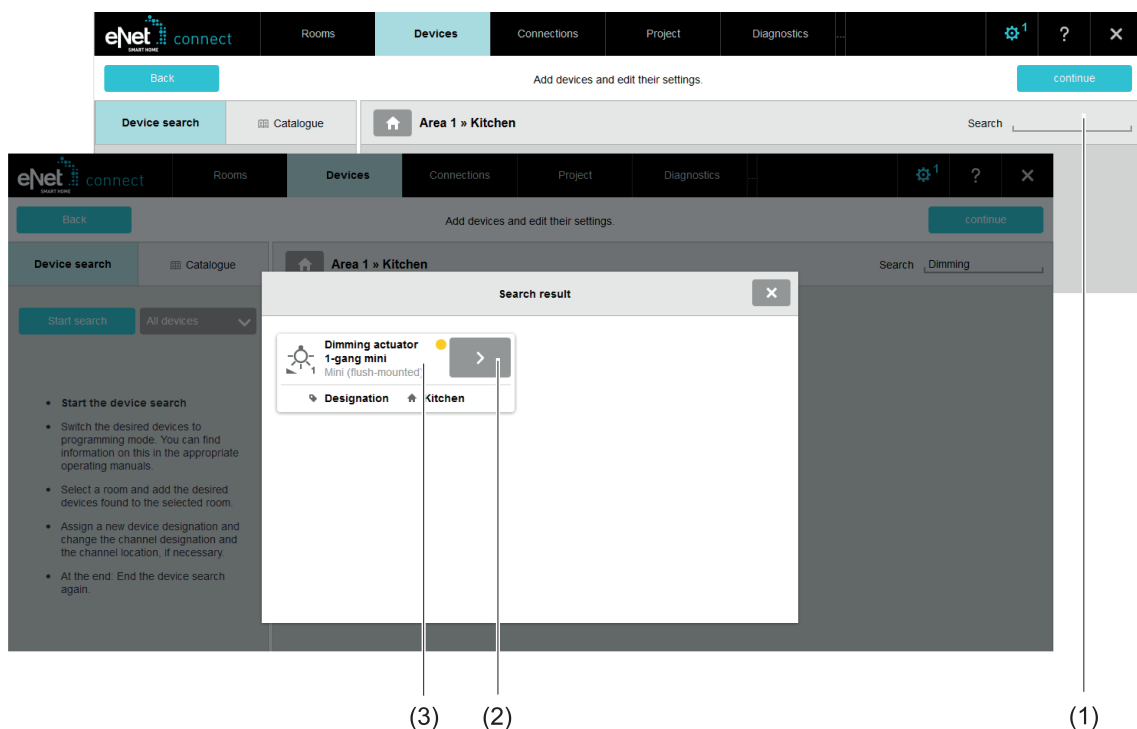 eNet connect
SMART HOME
Rooms
Devices
Connections
Project
Diagnostics
...
1
?
Back
Add devices and edit their settings.
continue
Device search
Catalogue
Area 1 » Kitchen
Search
eNet connect
SMART HOME
Rooms
Devices
Connections
Project
Diagnostics
...
1
?
Back
Add devices and edit their settings.
continue
Device search
Catalogue
Area 1 » Kitchen
Search Dimming
Start search
All devices
• Start the device search
• Switch the desired devices to
programming mode. You can find
information on this in the appropriate
operating manuals.
• Select a room and add the desired
devices found to the selected room.
• Assign a new device designation and
change the channel designation and
the channel location, if necessary.
• At the end: End the device search
again.
Search result
Dimming actuator
1-gang mini
Mini (flush-mounted)
1
Designation
Kitchen
(3)
(2)
(1)